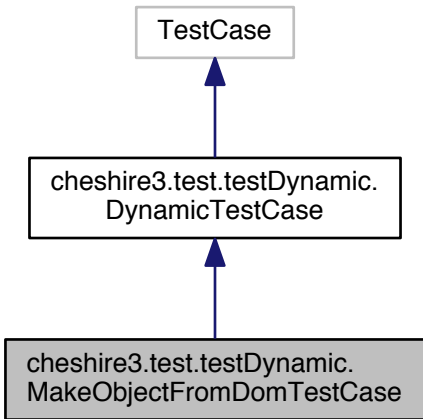 TestCase
cheshire3.test.testDynamic.
DynamicTestCase
cheshire3.test.testDynamic.
MakeObjectFromDomTestCase